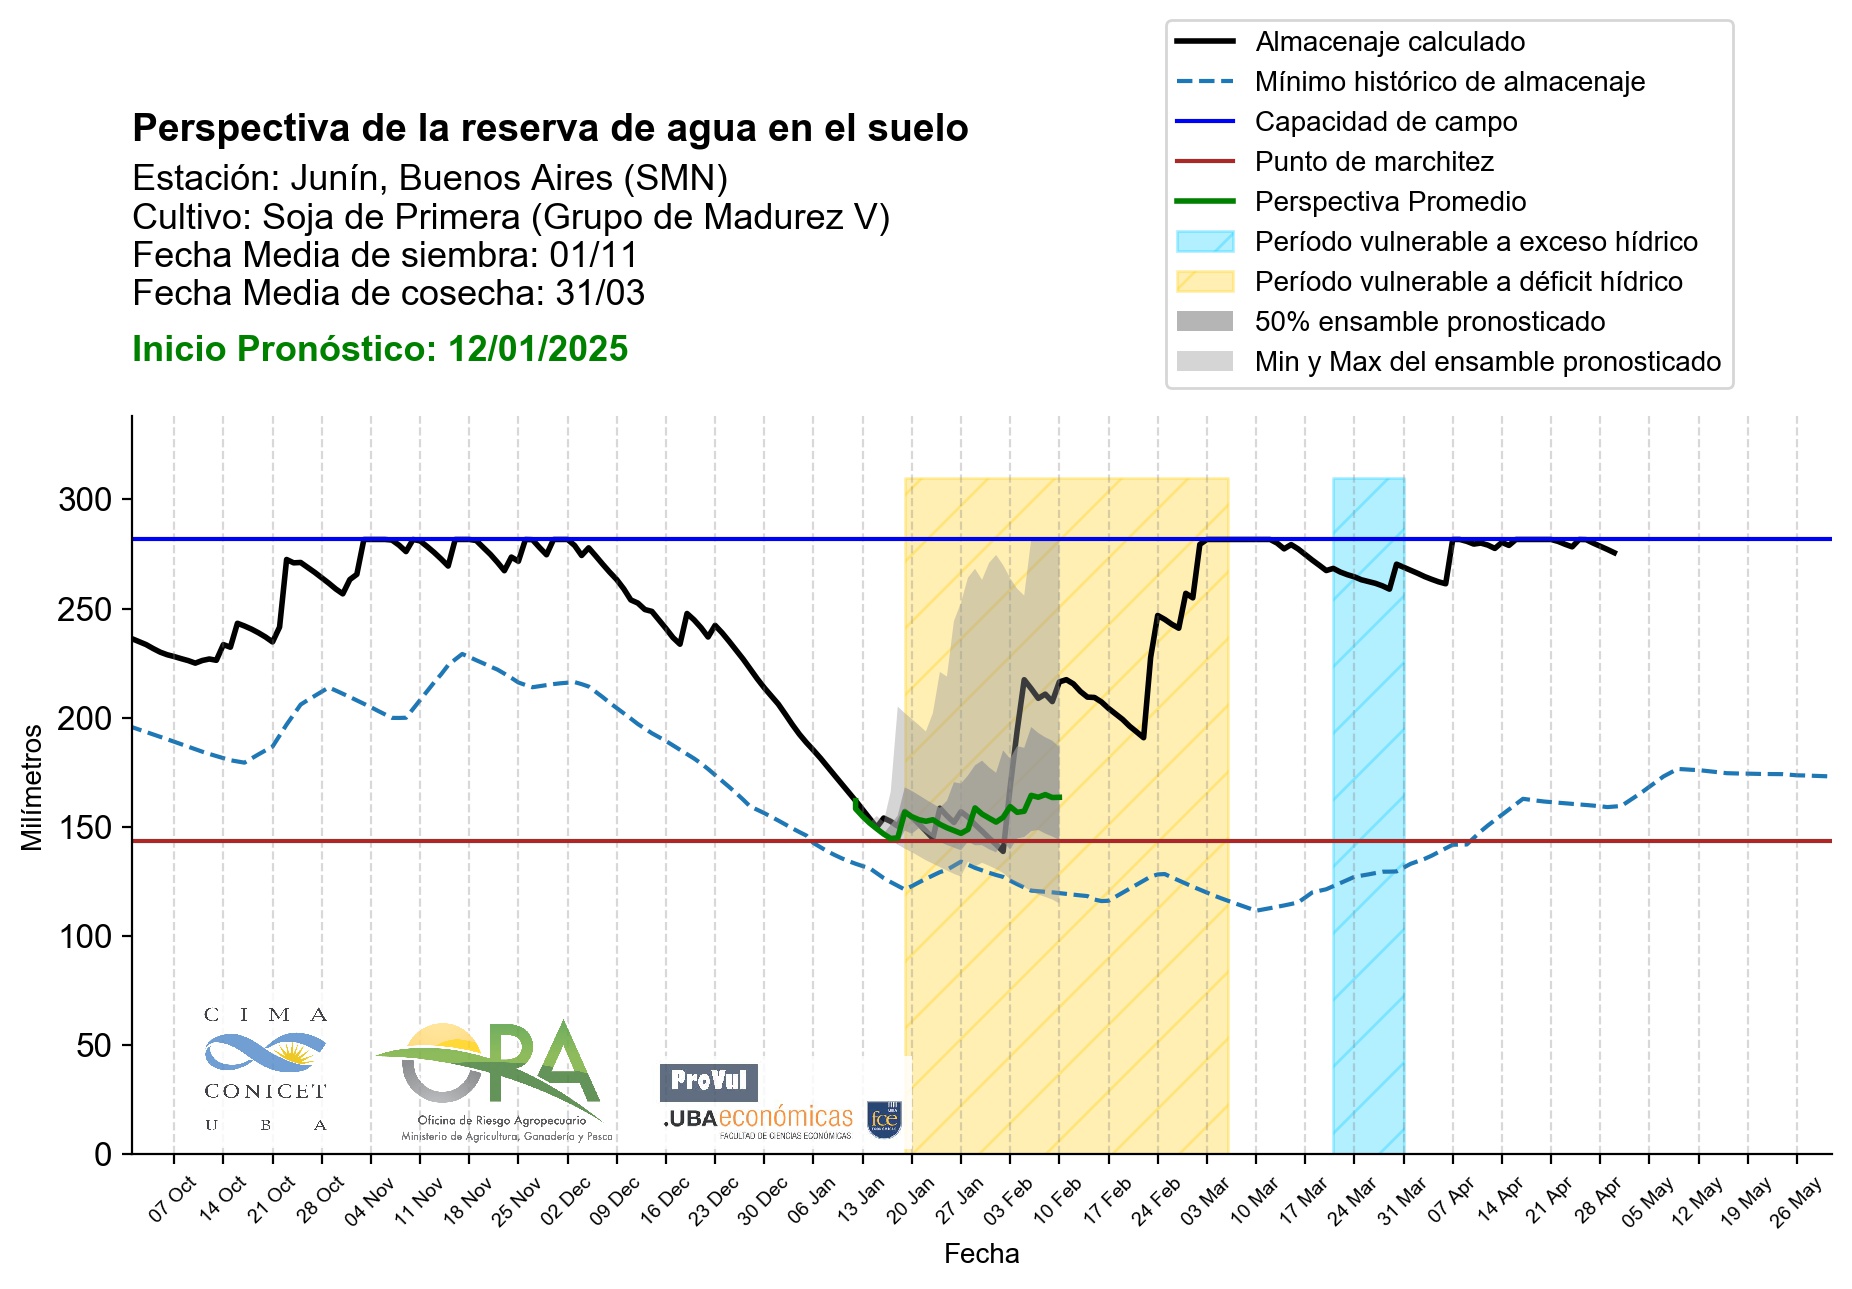 Almacenaje calculado
Mínimo histórico de almacenaje
Capacidad de campo
Punto de marchitez
Perspectiva Promedio
Período vulnerable a exceso hídrico
Período vulnerable a déficit hídrico
50% ensamble pronosticado
Min y Max del ensamble pronosticado
Perspectiva de la reserva de agua en el suelo
Estación: Junín, Buenos Aires (SMN)
Cultivo: Soja de Primera (Grupo de Madurez V)
Fecha Media de siembra: 01/11
Fecha Media de cosecha: 31/03
Inicio Pronóstico: 12/01/2025
Milímetros
300
250
200
150
100
50
0
CIMA
CONICET
UBA
ORA
Oficina de Riesgo Agropecuario
Ministerio de Agricultura, Ganadería y Pesca
ProVul
.UBAeconómicas
FACULTAD DE CIENCIAS ECONÓMICAS
UBA
fce
ECONÓMICAS
07 Oct
14 Oct
21 Oct
28 Oct
04 Nov
11 Nov
18 Nov
25 Nov
02 Dec
09 Dec
16 Dec
23 Dec
30 Dec
06 Jan
13 Jan
20 Jan
27 Jan
03 Feb
10 Feb
17 Feb
24 Feb
03 Mar
10 Mar
17 Mar
24 Mar
31 Mar
07 Apr
14 Apr
21 Apr
28 Apr
05 May
12 May
19 May
26 May
Fecha